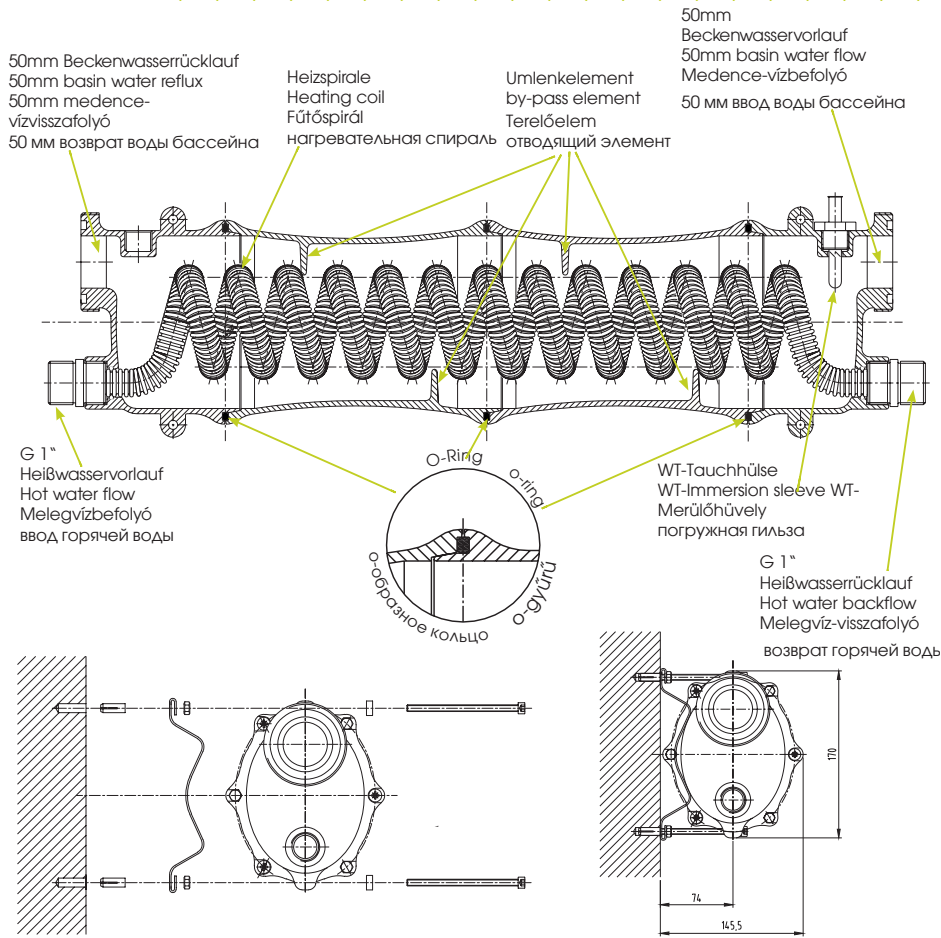 50mm Beckenwasserrücklauf
50mm basin water reflux
50mm medence-
vízvisszafolyó
50 мм возврат воды бассейна
Heizspirale
Heating coil
Fűtőspirál
нагревательная спираль
Umlenkelement
by-pass element
Terelőelem
отводящий элемент
50mm
Beckenwasservorlauf
50mm basin water flow
Medence-vízbefolyó
50 мм ввод воды бассейна
G 1“
Heißwasservorlauf
Hot water flow
Melegvízbefolyó
ввод горячей воды
O-Ring
o-ring
o-gyűrű
о-образное кольцо
WT-Tauchhülse
WT-Immersion sleeve WT-
Merülőhüvely
погружная гильза
G 1“
Heißwasserrücklauf
Hot water backflow
Melegvíz-visszafolyó
возврат горячей воды
170
74
145,5